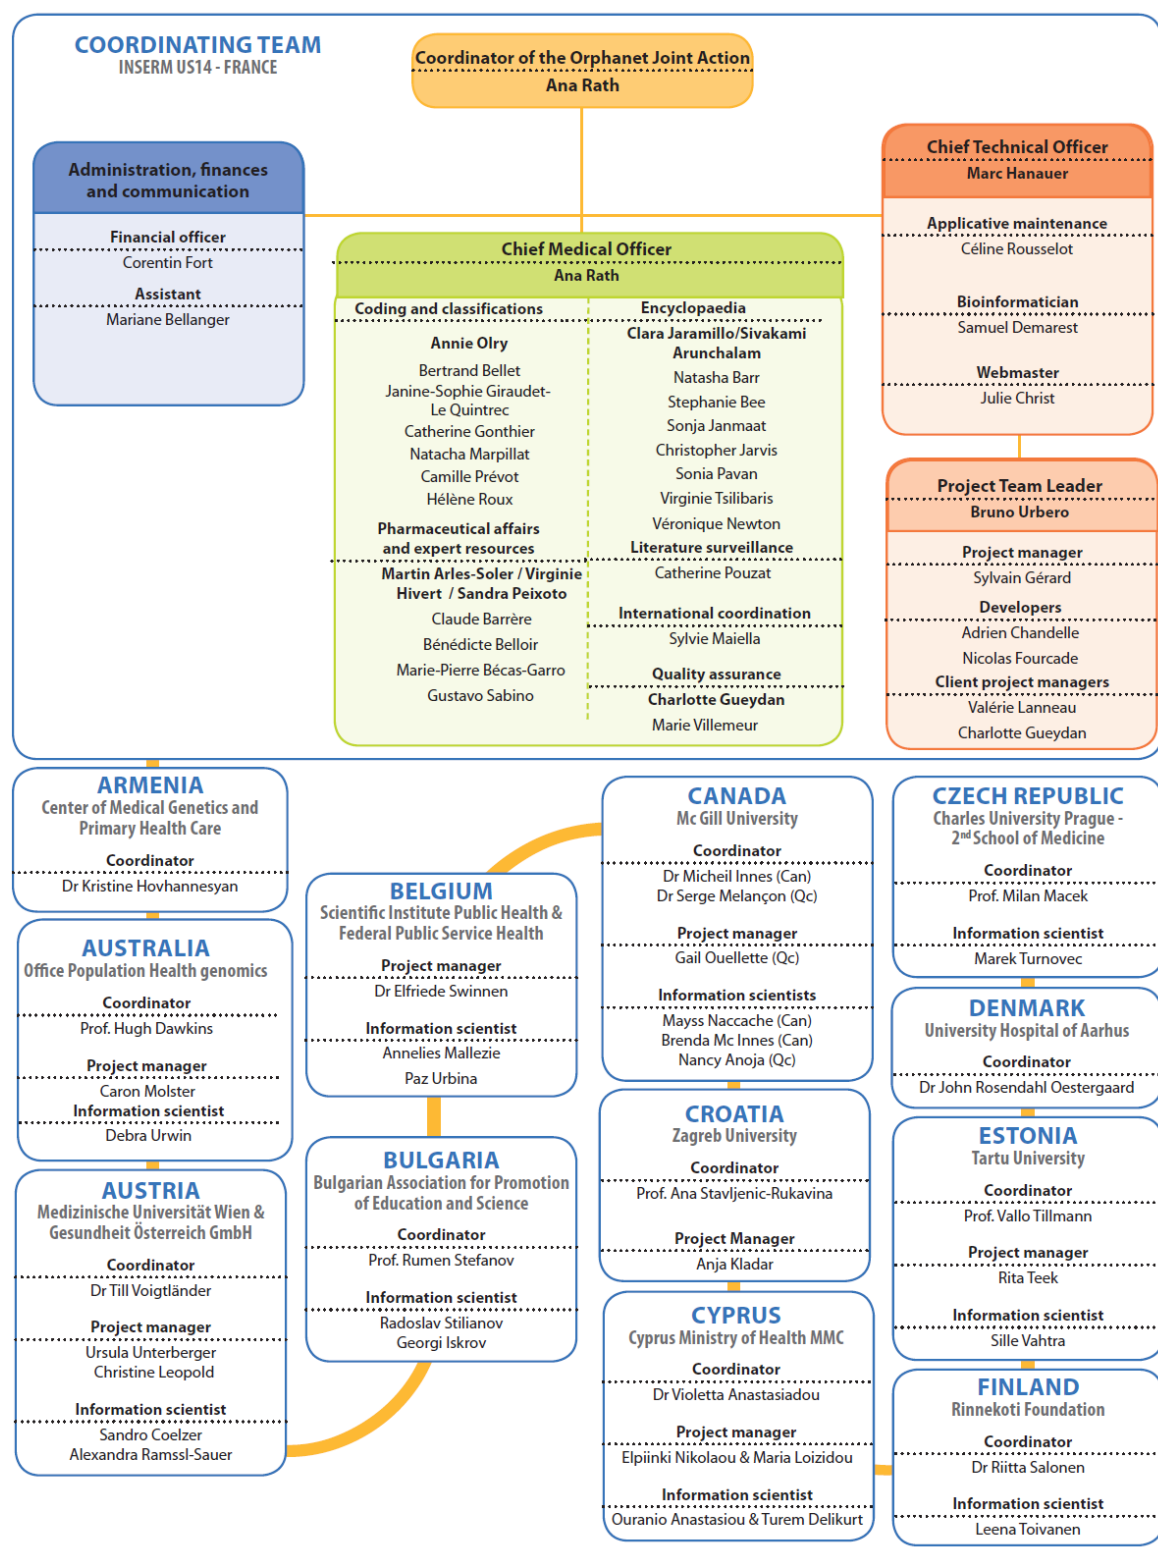 COORDINATING TEAM
INSERM US14 - FRANCE
Coordinator of the Orphanet Joint Action
Ana Rath
Administration, finances
and communication
Financial officer
Corentin Fort
Assistant
Mariane Bellanger
Chief Medical Officer
Ana Rath
Coding and classifications
Annie Olry
Bertrand Bellet
Janine-Sophie Giraudet-
Le Quintrec
Catherine Gonthier
Natacha Marpillat
Camille Prévot
Hélène Roux
Pharmaceutical affairs
and expert resources
Martin Arles-Soler / Virginie
Hivert / Sandra Peixoto
Claude Barrère
Bénédicte Belloir
Marie-Pierre Bécas-Garro
Gustavo Sabino
Encyclopaedia
Clara Jaramillo/Sivakami
Arunchalam
Natasha Barr
Stephanie Bee
Sonja Janmaat
Christopher Jarvis
Sonia Pavan
Virginie Tsilibaris
Véronique Newton
Literature surveillance
Catherine Pouzat
International coordination
Sylvie Maiella
Quality assurance
Charlotte Gueydan
Marie Villemeur
Chief Technical Officer
Marc Hanauer
Applicative maintenance
Céline Rousselot
Bioinformatician
Samuel Demarest
Webmaster
Julie Christ
Project Team Leader
Bruno Urbero
Project manager
Sylvain Gérard
Developers
Adrien Chandelle
Nicolas Fourcade
Client project managers
Valérie Lanneau
Charlotte Gueydan
ARMENIA
Center of Medical Genetics and
Primary Health Care
Coordinator
Dr Kristine Hovhannesyan
AUSTRALIA
Office Population Health genomics
Coordinator
Prof. Hugh Dawkins
Project manager
Caron Molster
Information scientist
Debra Urwin
AUSTRIA
Medizinische Universität Wien &
Gesundheit Österreich GmbH
Coordinator
Dr Till Voigtländer
Project manager
Ursula Unterberger
Christine Leopold
Information scientist
Sandro Coelzer
Alexandra Ramssl-Sauer
BELGIUM
Scientific Institute Public Health &
Federal Public Service Health
Project manager
Dr Elfriede Swinnen
Information scientist
Annelies Mallezie
Paz Urbina
BULGARIA
Bulgarian Association for Promotion
of Education and Science
Coordinator
Prof. Rumen Stefanov
Information scientist
Radoslav Stilianov
Georgi Iskrov
CANADA
Mc Gill University
Coordinator
Dr Micheil Innes (Can)
Dr Serge Melançon (Qc)
Project manager
Gail Ouellette (Qc)
Information scientists
Mayss Naccache (Can)
Brenda Mc Innes (Can)
Nancy Anoja (Qc)
CROATIA
Zagreb University
Coordinator
Prof. Ana Stavljenic-Rukavina
Project Manager
Anja Kladar
CYPRUS
Cyprus Ministry of Health MMC
Coordinator
Dr Violetta Anastasiadou
Project manager
Elpiinki Nikolaou & Maria Loizidou
Information scientist
Ouranio Anastasiou & Turem Delikurt
CZECH REPUBLIC
Charles University Prague -
2nd School of Medicine
Coordinator
Prof. Milan Macek
Information scientist
Marek Turnovec
DENMARK
University Hospital of Aarhus
Coordinator
Dr John Rosendahl Oestergaard
ESTONIA
Tartu University
Coordinator
Prof. Vallo Tillmann
Project manager
Rita Teek
Information scientist
Sille Vahtra
FINLAND
Rinnekoti Foundation
Coordinator
Dr Riitta Salonen
Information scientist
Leena Toivanen